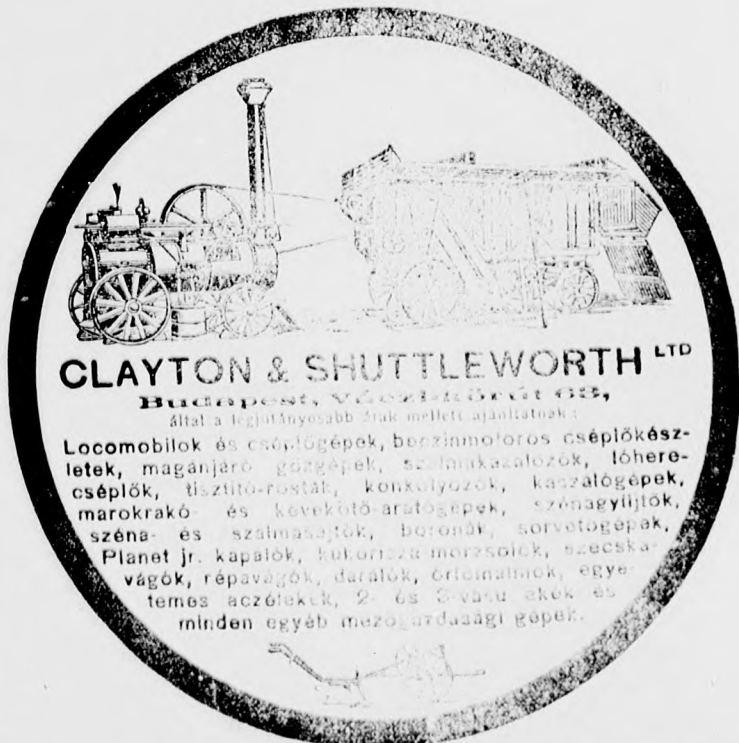 CLAYTON & SHUTTLEWORTH LTD
Budapest, Váczi-körút 63,
által a legjutányosabb árak mellett ajánltatnak:
Locomobilok és cséplőgépek, benzinmotoros cséplőkész-
letek, magánjáró gőzgépek, szalmakazalozók, lóhere-
cséplők, tisztító-rosták, konkolyozók, kaszálógépek,
marokrakó- és kévekötő-aratógépek, szénagyüjtők,
széna- és szalmasajtók, boronák, sorvetőgépek,
Planet jr. kapálók, kukoricza-morzsolók, szecska-
vágók, répavágók, darálók, őrlőmalmok, egye-
temes aczélekék, 2- és 3-vasu ekék és
minden egyéb mezőgazdasági gépek.